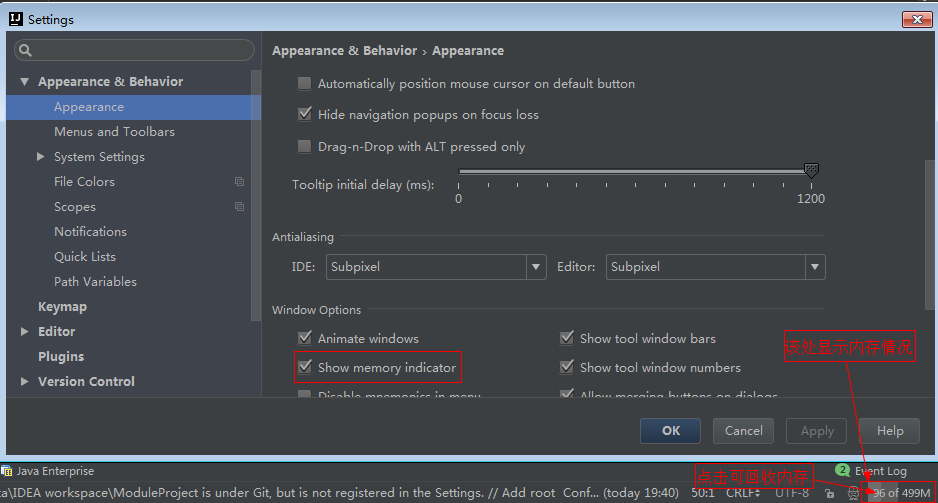 Settings
Appearance & Behavior › Appearance
Appearance & Behavior
Appearance
Menus and Toolbars
System Settings
File Colors
Scopes
Notifications
Quick Lists
Path Variables
Keymap
Editor
Plugins
Version Control
Automatically position mouse cursor on default button
Hide navigation popups on focus loss
Drag-n-Drop with ALT pressed only
Tooltip initial delay (ms):
0 1200
Antialiasing
IDE: Subpixel Editor: Subpixel
Window Options
Animate windows Show tool window bars
Show memory indicator Show tool window numbers
Disable mnemonics in menu Allow merging buttons on dialogs
该处显示内存情况
OK Cancel Apply Help
Java Enterprise 点击可回收内存 2 Event Log
a\IDEA workspace\ModuleProject is under Git, but is not registered in the Settings. // Add root Conf... (today 19:40) 50:1 CRLF UTF-8 96 of 499M